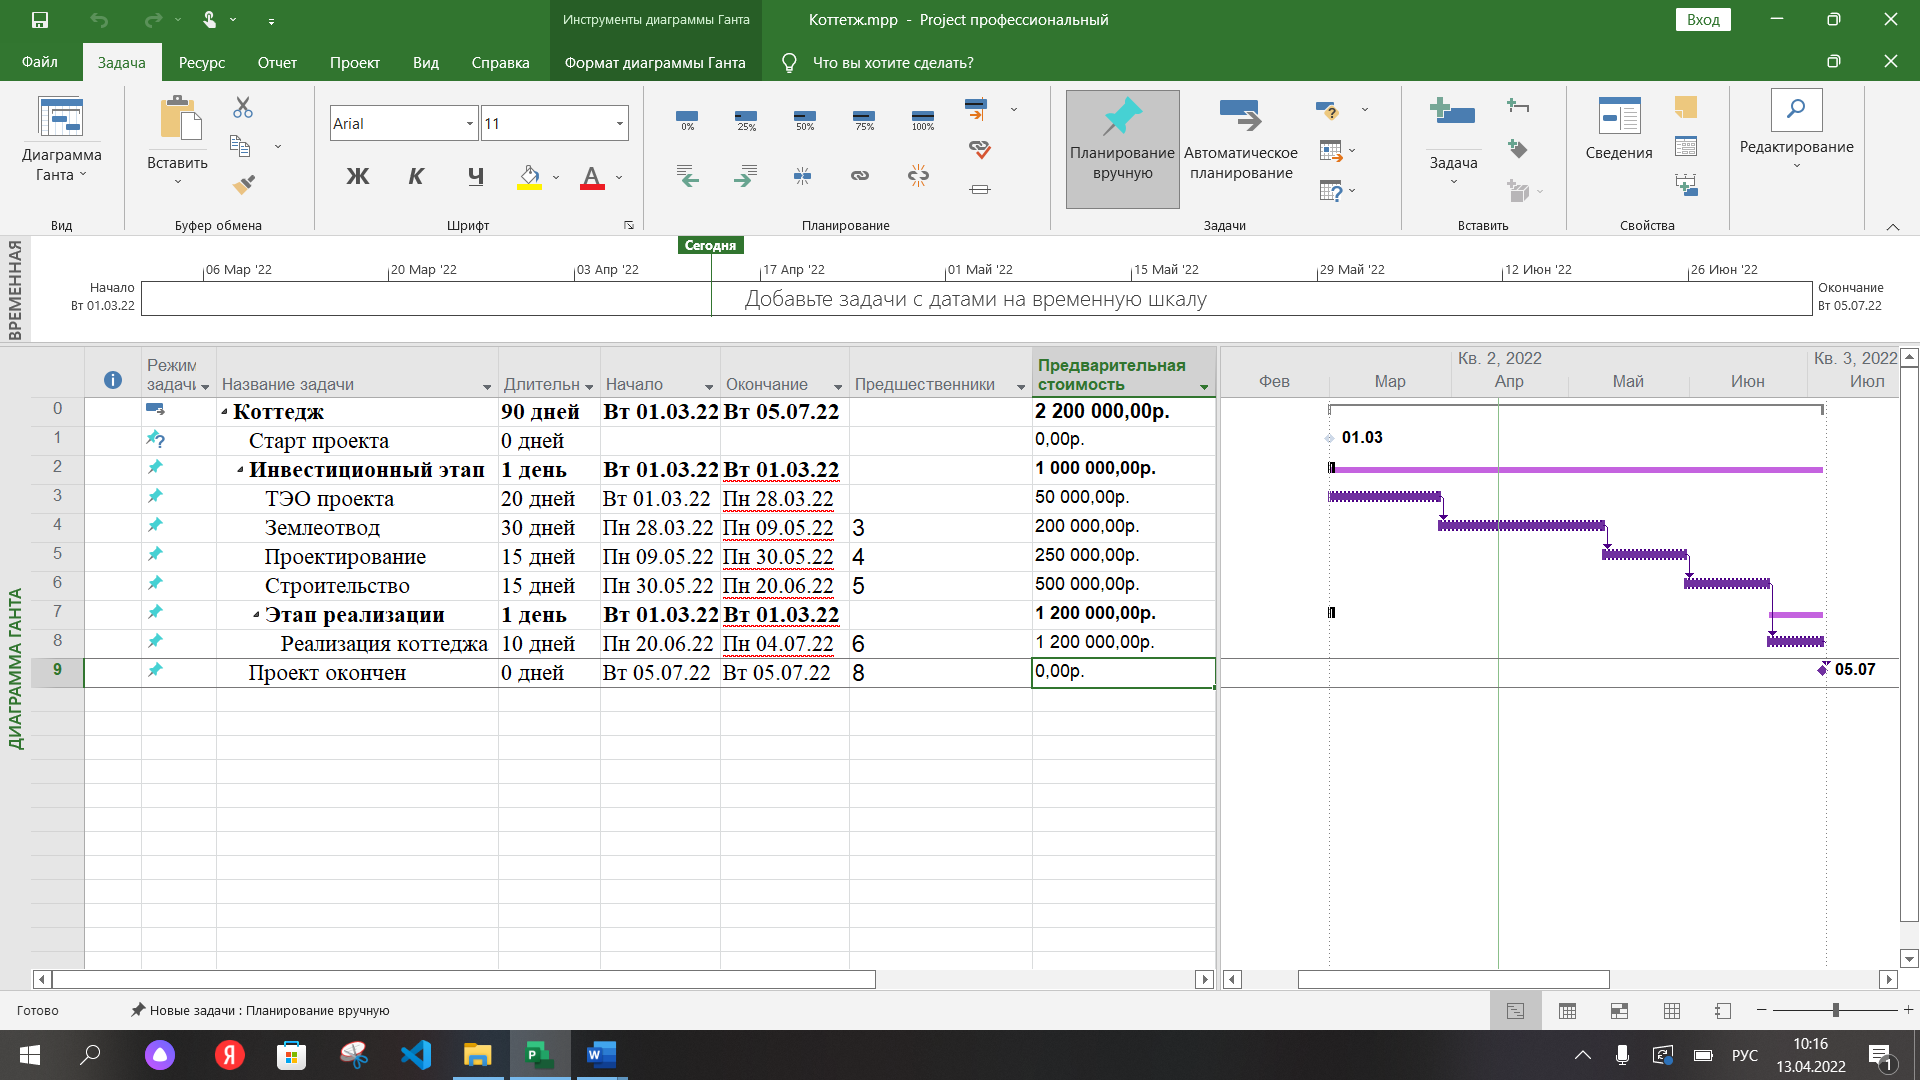 Инструменты диаграммы Ганта
Коттетж.mpp - Project профессиональный
Вход
Файл Задача Ресурс Отчет Проект Вид Справка Формат диаграммы Ганта Что вы хотите сделать?
Диаграмма Ганта
Вставить
Arial 11
Ж К Ч А
0% 25% 50% 75% 100%
Планирование вручную
Автоматическое планирование
Задача
Сведения
Редактирование
Вид Буфер обмена Шрифт Планирование Задачи Вставить Свойства
ВРЕМЕННАЯ
Сегодня
06 Мар '22 20 Мар '22 03 Апр '22 17 Апр '22 01 Май '22 15 Май '22 29 Май '22 12 Июн '22 26 Июн '22
Начало
Вт 01.03.22
Добавьте задачи с датами на временную шкалу
Окончание
Вт 05.07.22
ДИАГРАММА ГАНТА
Режим задачи Название задачи Длительн Начало Окончание Предшественники Предварительная стоимость
Кв. 2, 2022 Кв. 3, 2022
Фев Мар Апр Май Июн Июл
0 Коттедж 90 дней Вт 01.03.22 Вт 05.07.22 2 200 000,00р.
1 Старт проекта 0 дней 0,00р. 01.03
2 Инвестиционный этап 1 день Вт 01.03.22 Вт 01.03.22 1 000 000,00р.
3 ТЭО проекта 20 дней Вт 01.03.22 Пн 28.03.22 50 000,00р.
4 Землеотвод 30 дней Пн 28.03.22 Пн 09.05.22 3 200 000,00р.
5 Проектирование 15 дней Пн 09.05.22 Пн 30.05.22 4 250 000,00р.
6 Строительство 15 дней Пн 30.05.22 Пн 20.06.22 5 500 000,00р.
7 Этап реализации 1 день Вт 01.03.22 Вт 01.03.22 1 200 000,00р.
8 Реализация коттеджа 10 дней Пн 20.06.22 Пн 04.07.22 6 1 200 000,00р.
9 Проект окончен 0 дней Вт 05.07.22 Вт 05.07.22 8 0,00р. 05.07
Готово Новые задачи : Планирование вручную
РУС
10:16
13.04.2022
1